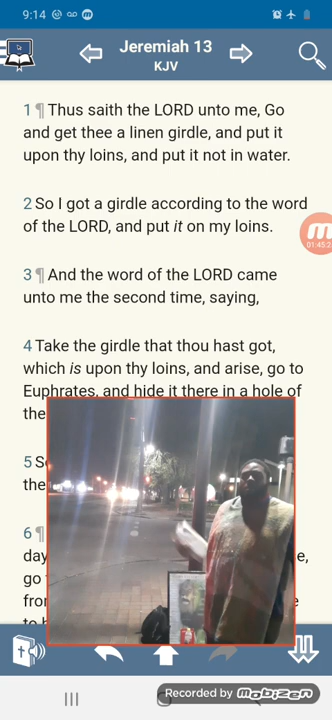 9:14
Jeremiah 13
KJV
1 ¶ Thus saith the LORD unto me, Go
and get thee a linen girdle, and put it
upon thy loins, and put it not in water.
2 So I got a girdle according to the word
of the LORD, and put it on my loins.
3 ¶ And the word of the LORD came
unto me the second time, saying,
4 Take the girdle that thou hast got,
which is upon thy loins, and arise, go to
Euphrates, and hide it there in a hole of
the
5
the
6 ¶
day
go
01:45:2
Recorded by Mobizen